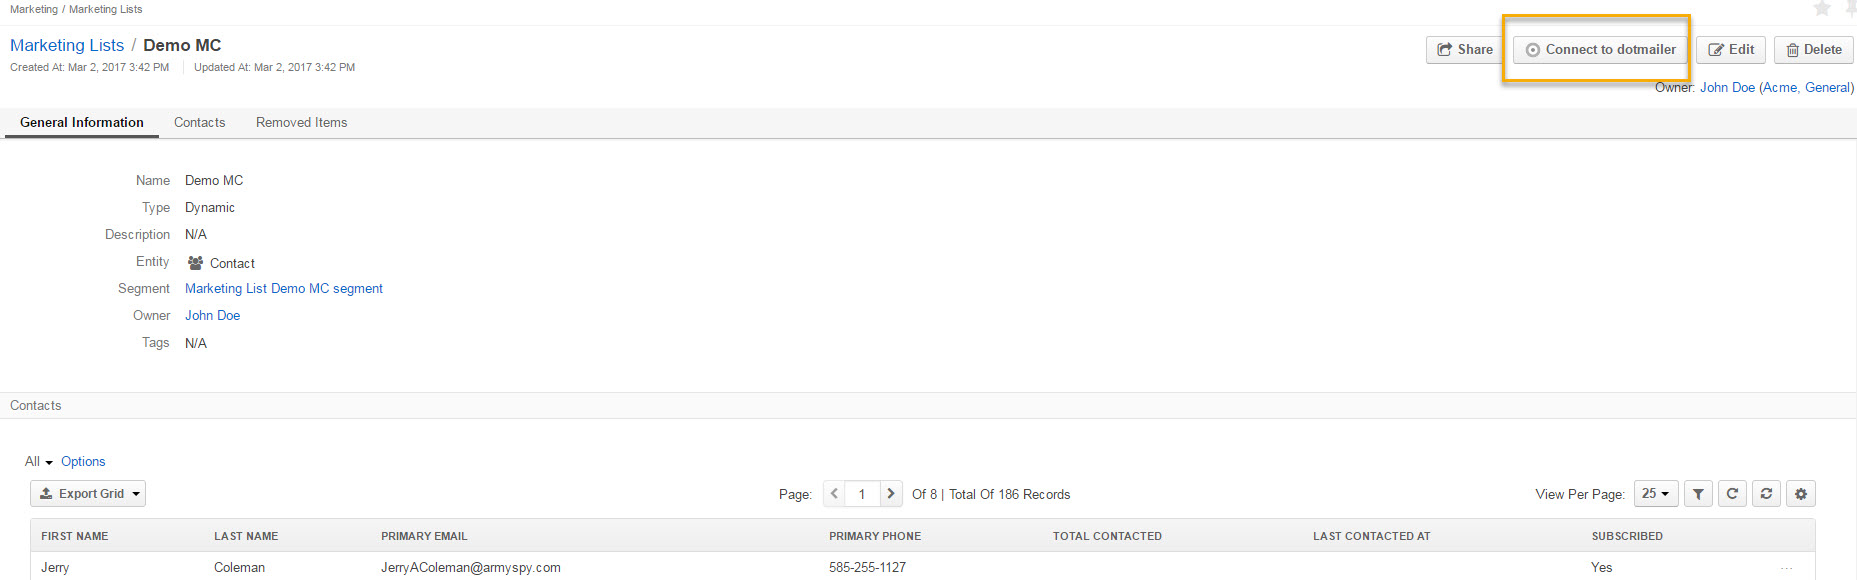 Marketing / Marketing Lists
Marketing Lists / Demo MC
Share Connect to dotmailer Edit Delete
Created At: Mar 2, 2017 3:42 PM Updated At: Mar 2, 2017 3:42 PM
Owner: John Doe (Acme, General)
General Information Contacts Removed Items
Name Demo MC
Type Dynamic
Description N/A
Entity Contact
Segment Marketing List Demo MC segment
Owner John Doe
Tags N/A
Contacts
All Options
Export Grid Page: 1 Of 8 | Total Of 186 Records View Per Page: 25
FIRST NAME LAST NAME PRIMARY EMAIL PRIMARY PHONE TOTAL CONTACTED LAST CONTACTED AT SUBSCRIBED
Jerry Coleman JerryAColeman@armyspy.com 585-255-1127 Yes ...